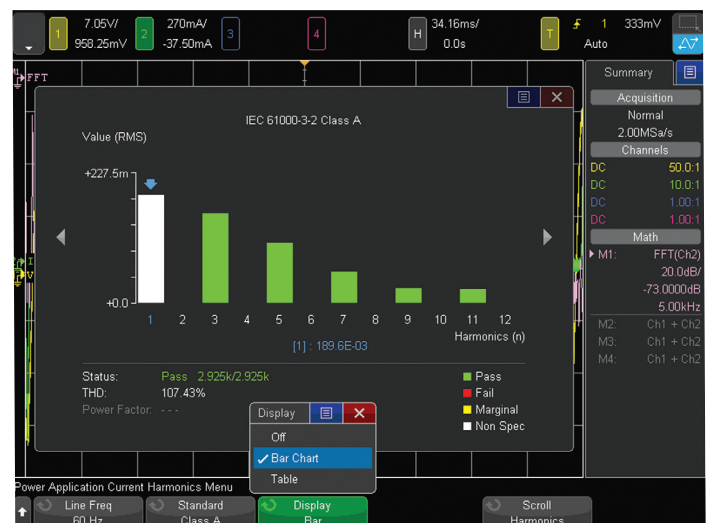 1 7.05V/ 958.25mV 2 270mA/ -37.50mA 3 4 H 34.16ms/ 0.0s T 1 333mV Auto
FFT
Summary
Acquisition
Normal
2.00MSa/s
Channels
DC 50.0:1
DC 10.0:1
DC 1.00:1
DC 1.00:1
Math
M1: FFT(Ch2)
20.0dB/
-73.0000dB
5.00kHz
M2: Ch1 + Ch2
M3: Ch1 + Ch2
M4: Ch1 + Ch2
IEC 61000-3-2 Class A
Value (RMS)
+227.5m
+0.0
1 2 3 4 5 6 7 8 9 10 11 12
Harmonics (n)
[1] : 189.6E-03
Status: Pass 2.925k/2.925k
THD: 107.43%
Power Factor: - - -
Pass
Fail
Marginal
Non Spec
Display
Off
Bar Chart
Table
Power Application Current Harmonics Menu
Line Freq
60 Hz
Standard
Class A
Display
Bar
Scroll
Harmonics